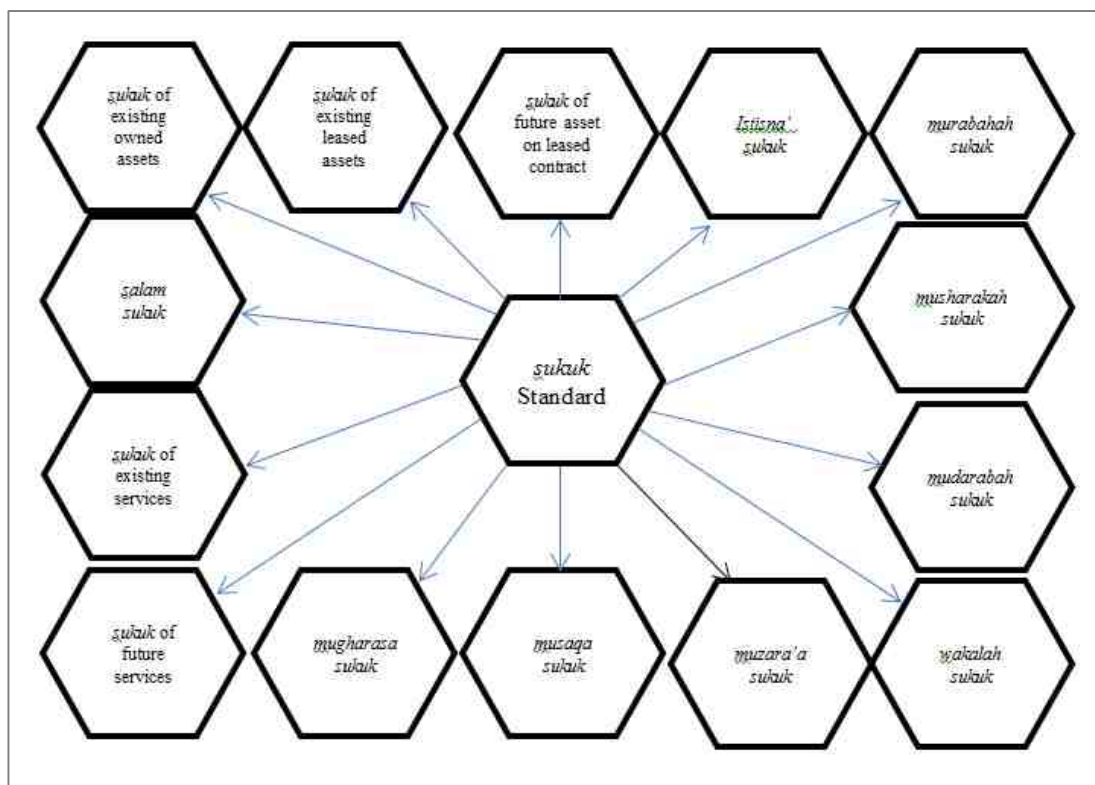 sukuk of
existing
owned
assets
sukuk of
existing
leased
assets
sukuk of
future asset
on leased
contract
Istisna'
sukuk
murabahah
sukuk
salam
sukuk
musharakah
sukuk
sukuk
Standard
sukuk of
existing
services
mudarabah
sukuk
sukuk of
future
services
mugharasa
sukuk
musaqa
sukuk
muzara'a
sukuk
wakalah
sukuk